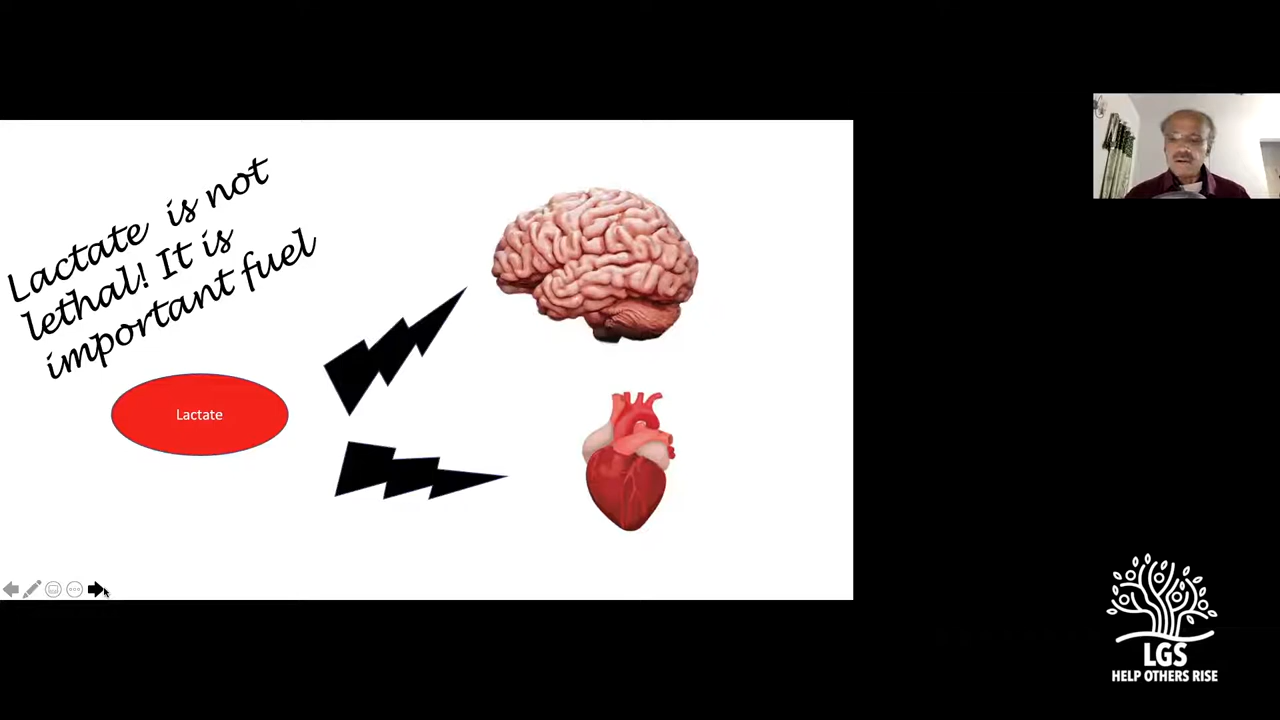 Lactate is not
lethal! It is
important fuel
Lactate
LGS
HELP OTHERS RISE